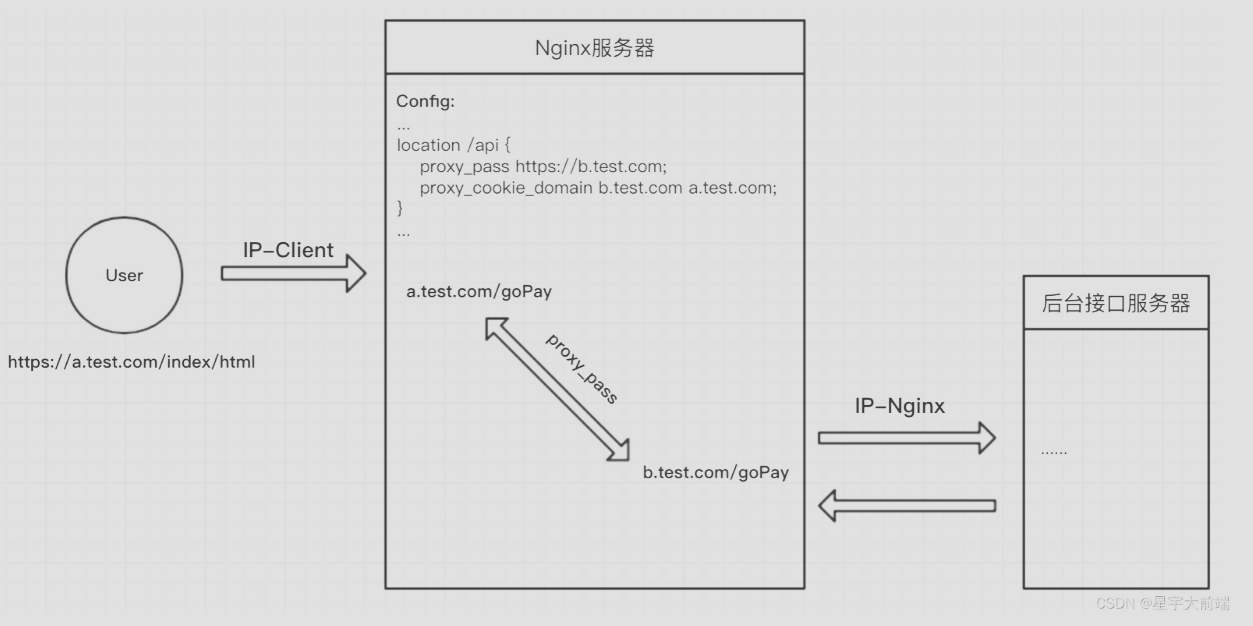 Nginx服务器
Config:
...
location /api {
proxy_pass https://b.test.com;
proxy_cookie_domain b.test.com a.test.com;
}
...
IP-Client
User
https://a.test.com/index/html
a.test.com/goPay
proxy_pass
b.test.com/goPay
IP-Nginx
后台接口服务器
......
CSDN @星宇大前端